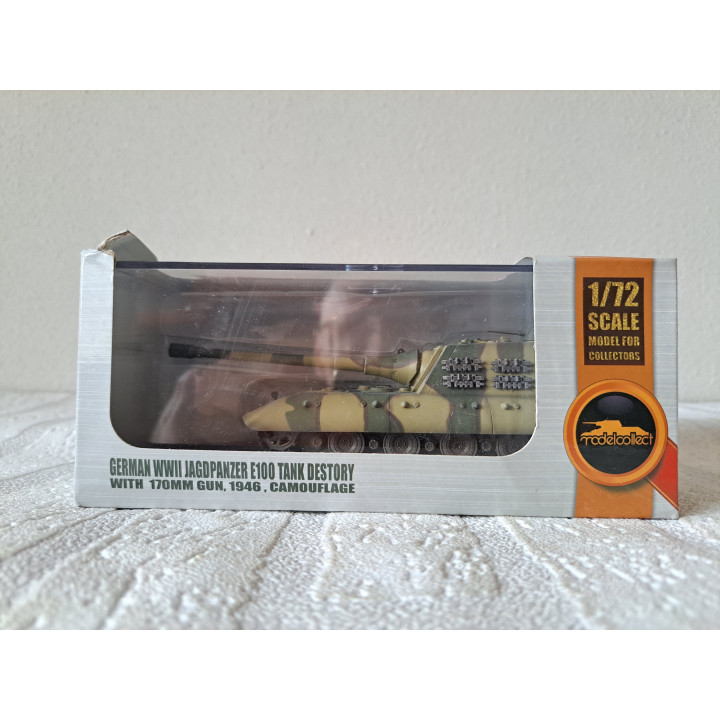 1/72
SCALE
MODEL FOR
COLLECTORS
modelcollect
GERMAN WWII JAGDPANZER E100 TANK DESTORY
WITH 170MM GUN, 1946 , CAMOUFLAGE